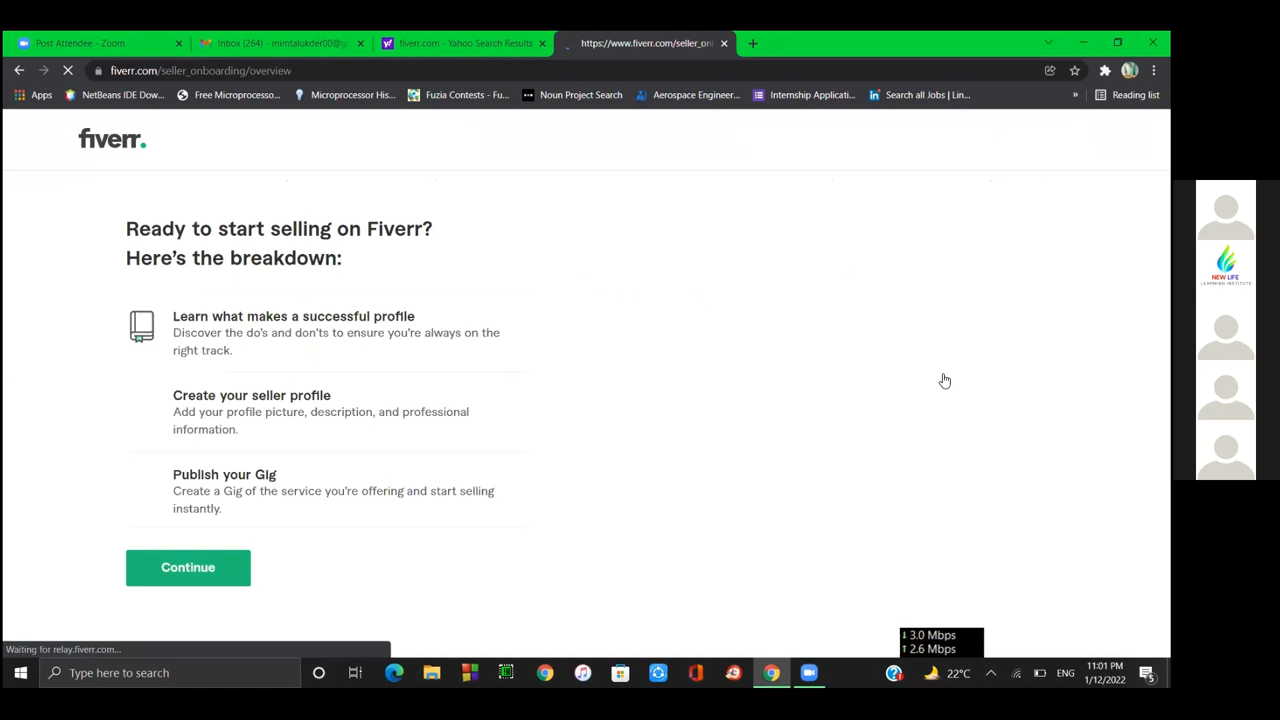 Post Attendee - Zoom
Inbox (264) - mimtalukder00@g
fiverr.com - Yahoo Search Results
https://www.fiverr.com/seller_on
fiverr.com/seller_onboarding/overview
Apps
NetBeans IDE Dow...
Free Microprocesso...
Microprocessor His...
Fuzia Contests - Fu...
Noun Project Search
Aerospace Engineer...
Internship Applicati...
Search all Jobs | Lin...
»
Reading list
fiverr.
Ready to start selling on Fiverr?
Here's the breakdown:
Learn what makes a successful profile
Discover the do's and don'ts to ensure you're always on the
right track.
Create your seller profile
Add your profile picture, description, and professional
information.
Publish your Gig
Create a Gig of the service you're offering and start selling
instantly.
Continue
NEW LIFE
LEARNING INSTITUTE
Waiting for relay.fiverr.com...
↓ 3.0 Mbps
↑ 2.6 Mbps
Type here to search
22°C
ENG
11:01 PM
1/12/2022
5